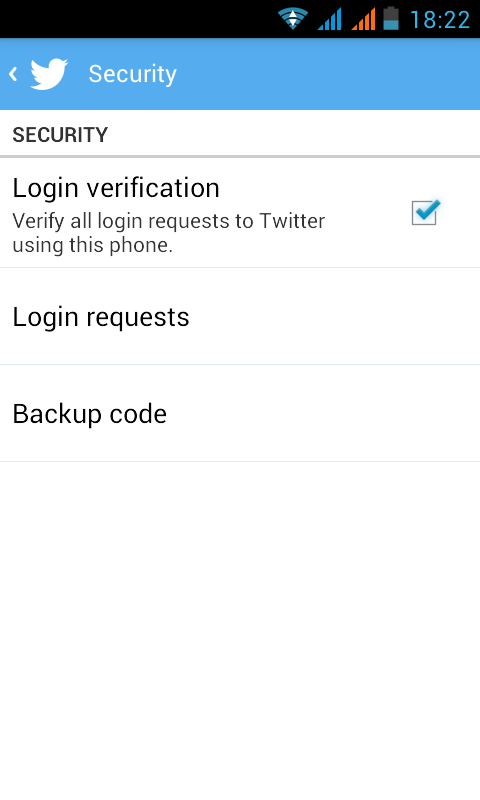 18:22
Security
SECURITY
Login verification
Verify all login requests to Twitter
using this phone.
Login requests
Backup code